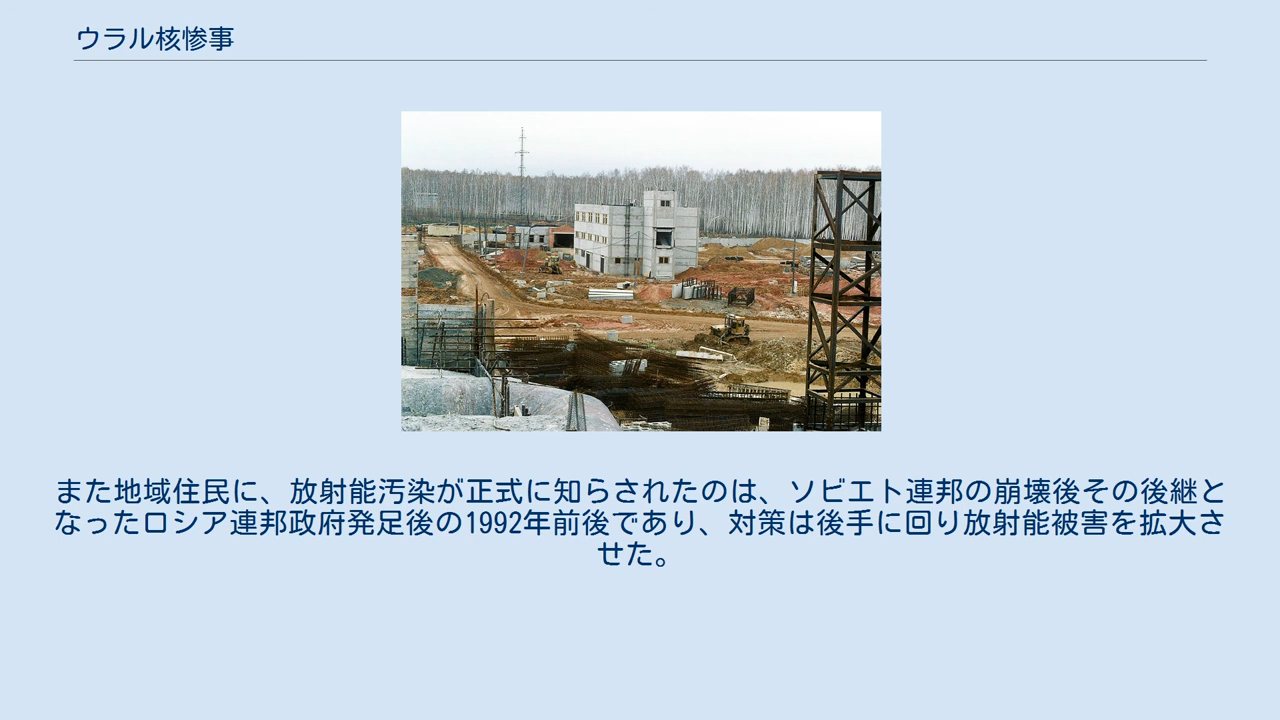 ウラル核惨事
また地域住民に、放射能汚染が正式に知らされたのは、ソビエト連邦の崩壊後その後継と
なったロシア連邦政府発足後の1992年前後であり、対策は後手に回り放射能被害を拡大さ
せた。